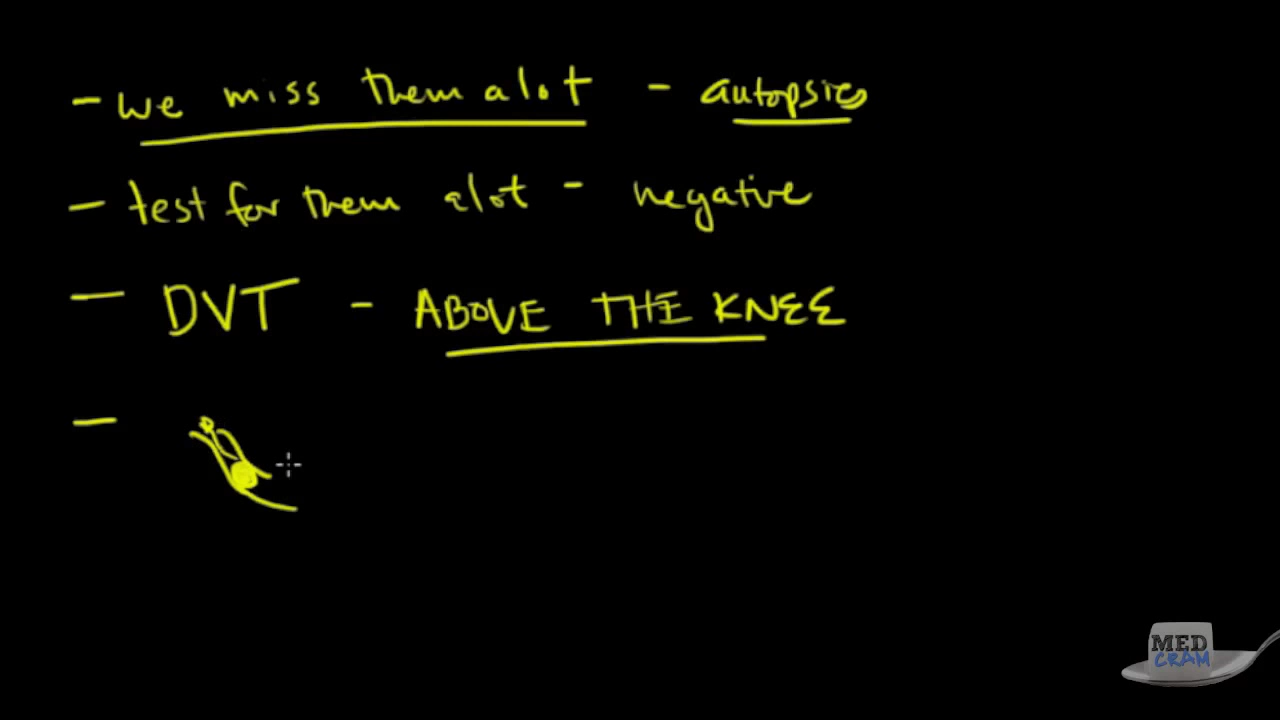 - we miss them alot - autopsies
- test for them alot - negative
- DVT - ABOVE THE KNEE
-
MED
CRAM